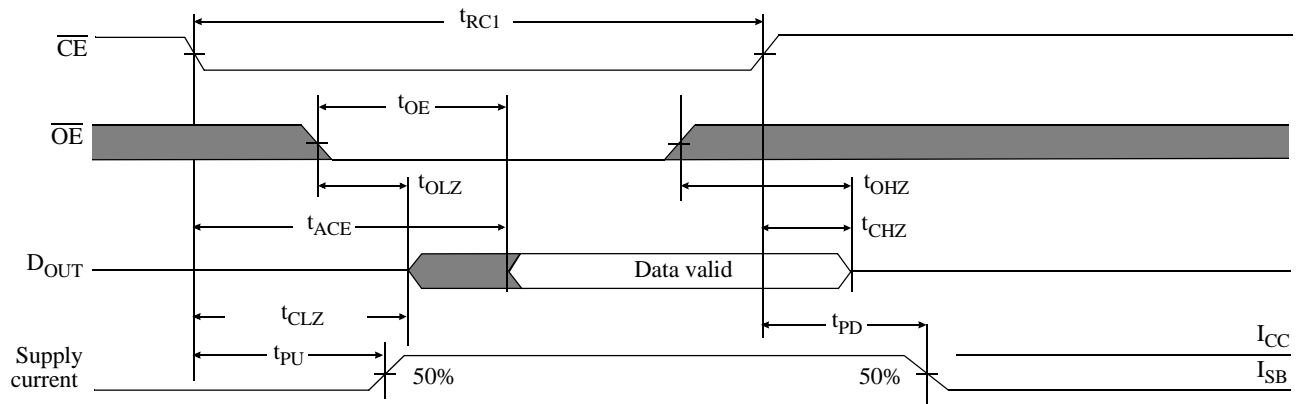 tRC1
CE
tOE
OE
tOLZ
tOHZ
tACE
tCHZ
DOUT
Data valid
tCLZ
tPD
tPU
ICC
Supply
current
50%
50%
ISB